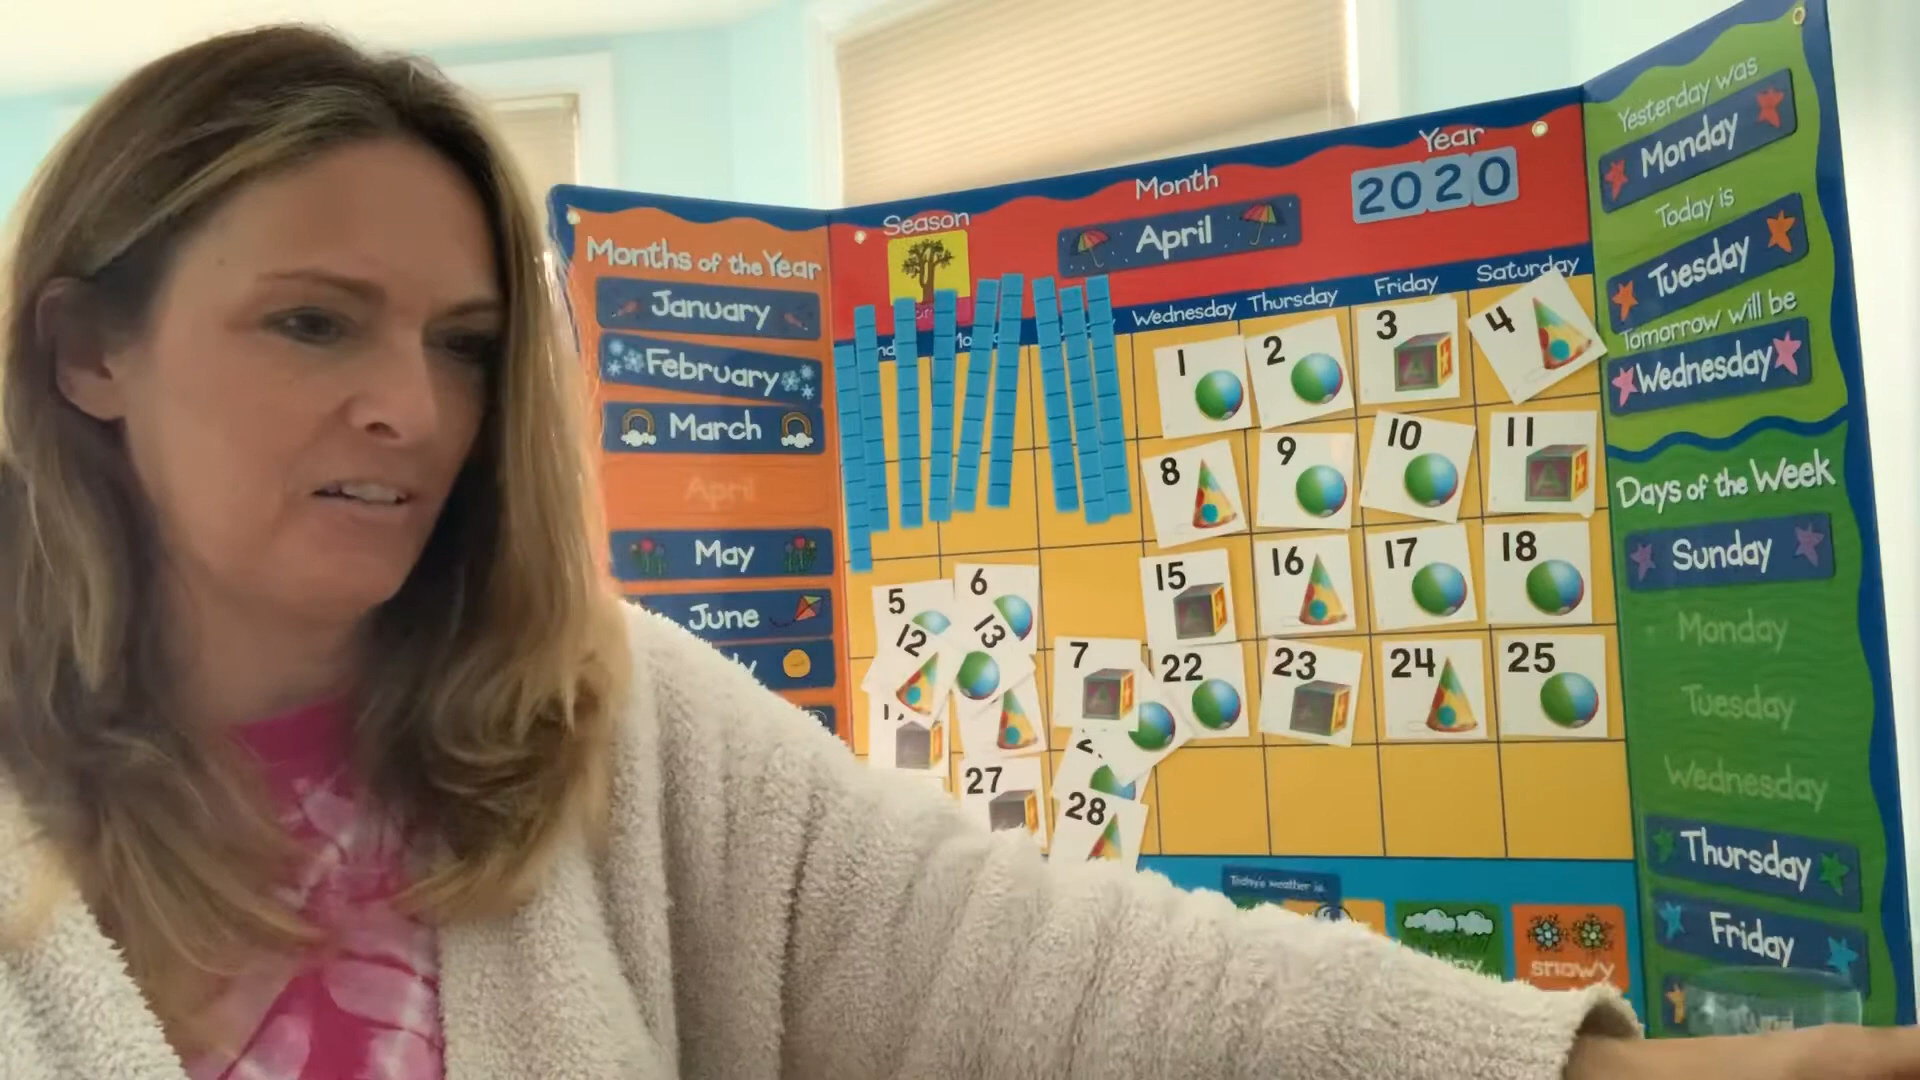 Months of the Year
January
February
March
April
May
June
Season
Month
April
Year
2020
Wednesday Thursday Friday Saturday
1 2 3 4
8 9 10 11
5 6 15 16 17 18
12 13
7 22 23 24 25
27 28
Today's weather is
snowy
Yesterday was
Monday
Today is
Tuesday
Tomorrow will be
Wednesday
Days of the Week
Sunday
Monday
Tuesday
Wednesday
Thursday
Friday